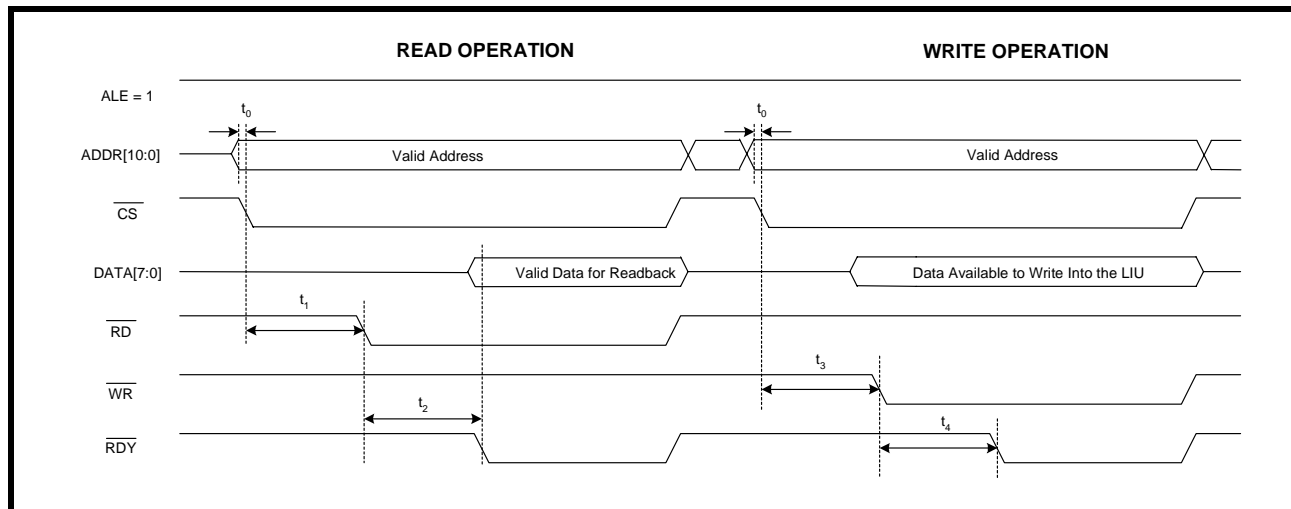 READ OPERATION WRITE OPERATION
ALE = 1
t0 t0
ADDR[10:0] Valid Address Valid Address
CS
DATA[7:0] Valid Data for Readback Data Available to Write Into the LIU
t1
RD
t3
WR
t2 t4
RDY